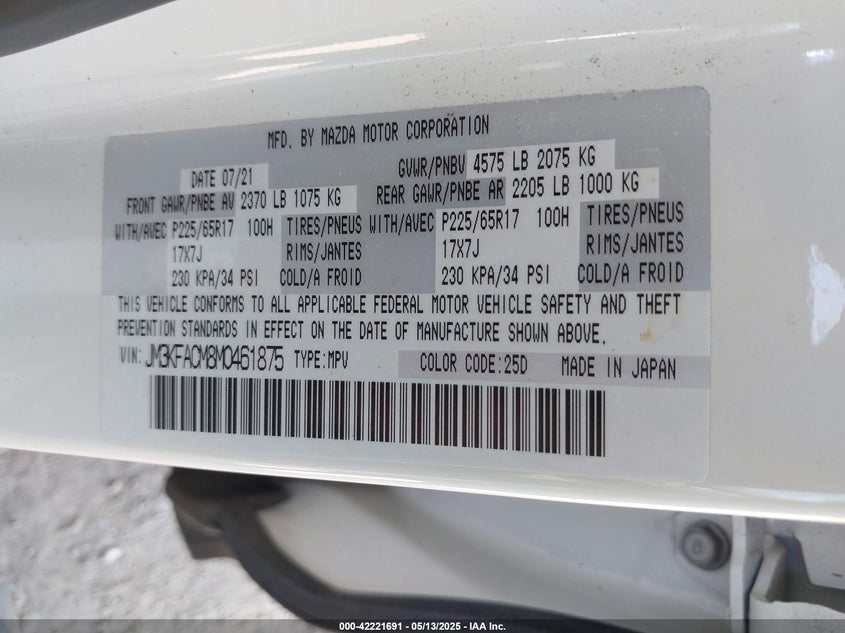 MFD. BY MAZDA MOTOR CORPORATION
DATE 07/21 GVWR/PNBV 4575 LB 2075 KG
FRONT GAWR/PNBE AV 2370 LB 1075 KG REAR GAWR/PNBE AR 2205 LB 1000 KG
WITH/AVEC P225/65R17 100H TIRES/PNEUS WITH/AVEC P225/65R17 100H TIRES/PNEUS
17X7J RIMS/JANTES 17X7J RIMS/JANTES
230 KPA/34 PSI COLD/A FROID 230 KPA/34 PSI COLD/A FROID
THIS VEHICLE CONFORMS TO ALL APPLICABLE FEDERAL MOTOR VEHICLE SAFETY AND THEFT
PREVENTION STANDARDS IN EFFECT ON THE DATE OF MANUFACTURE SHOWN ABOVE.
VIN: JM3KFACM8M0461875 TYPE:MPV COLOR CODE:25D MADE IN JAPAN
000-42221691 - 05/13/2025 - IAA Inc.